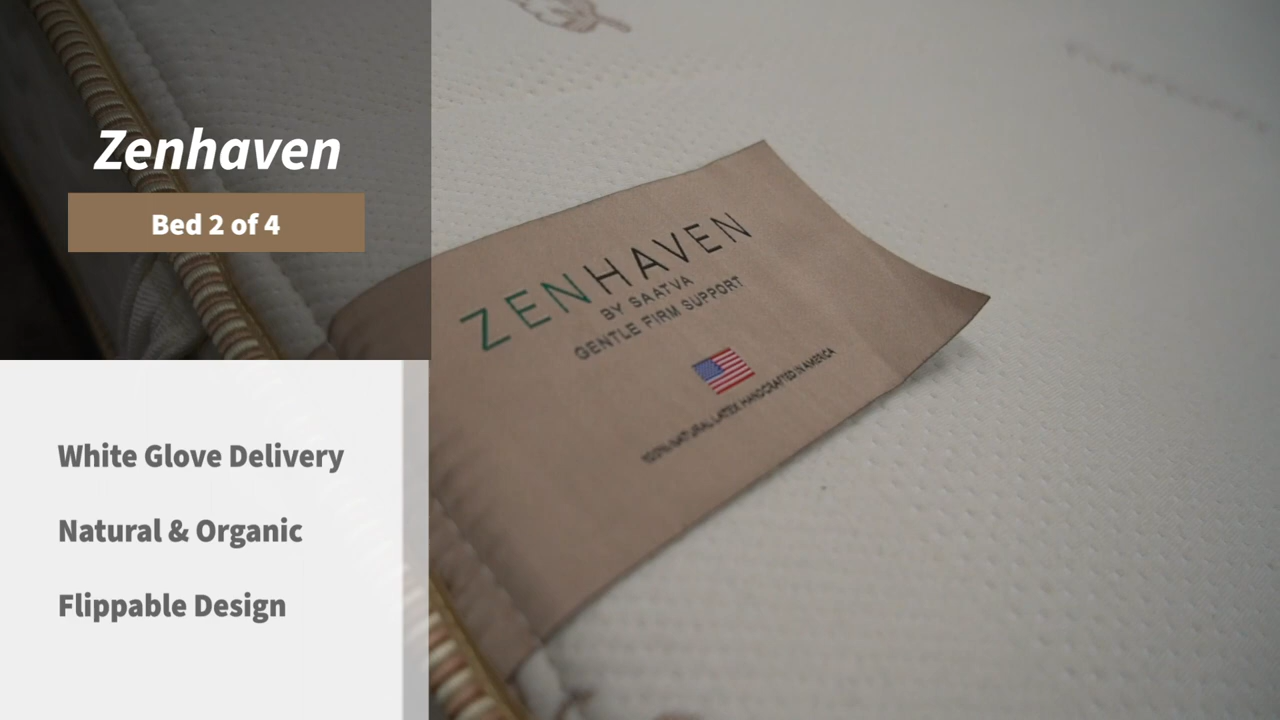 Zenhaven
Bed 2 of 4
White Glove Delivery
Natural & Organic
Flippable Design
ZENHAVEN
BY SAATVA
GENTLE FIRM SUPPORT
100% NATURAL LATEX HANDCRAFTED IN AMERICA